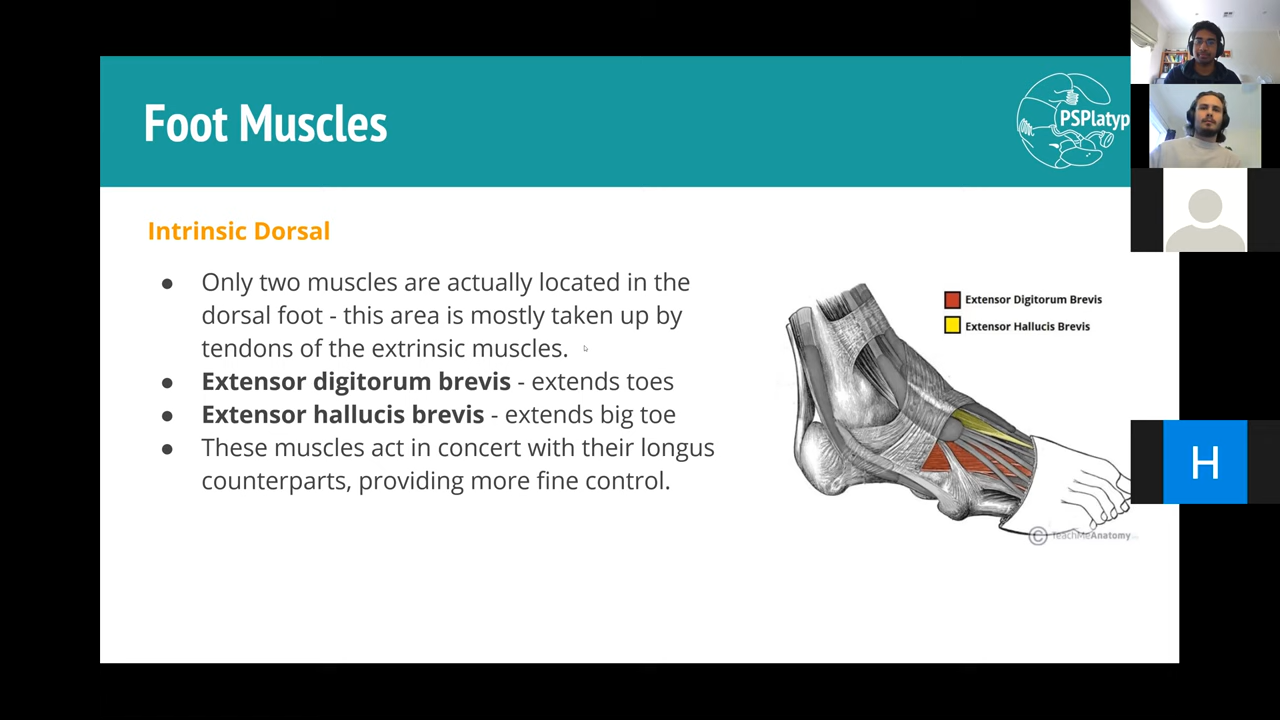 Foot Muscles
PSPlatyp
Intrinsic Dorsal
● Only two muscles are actually located in the
dorsal foot - this area is mostly taken up by
tendons of the extrinsic muscles.
● Extensor digitorum brevis - extends toes
● Extensor hallucis brevis - extends big toe
● These muscles act in concert with their longus
counterparts, providing more fine control.
Extensor Digitorum Brevis
Extensor Hallucis Brevis
© TeachMeAnatomy
H